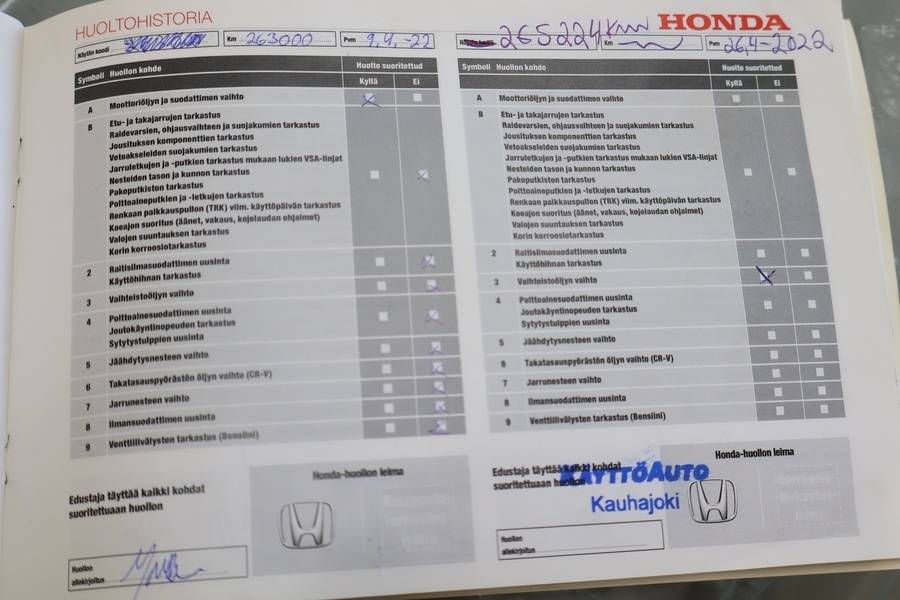 HUOLTOHISTORIA
Näytön koodi
Km 263000
Pvm 9,4,-22
Symboli Huollon kohde Huolto suoritettud
Kyllä Ei
A Moottoriöljyn ja suodattimen vaihto
B Etu- ja takajarrujen tarkastus
Raidevarsien, ohjausvaihteen ja suojakumien tarkastus
Jousituksen komponenttien tarkastus
Vetoakseleiden suojakumien tarkastus
Jarruletkujen ja -putkien tarkastus mukaan lukien VSA-linjat
Nesteiden tason ja kunnon tarkastus
Pakoputkiston tarkastus
Polttoaineputkien ja -letkujen tarkastus
Renkaan paikkauspullon (TRK) viim. käyttöpäivän tarkastus
Koeajon suoritus (äänet, vakaus, kojelaudan ohjaimet)
Valojen suuntauksen tarkastus
Korin korroosiotarkastus
2 Raitisilmasuodattimen uusinta
Käyttöhihnan tarkastus
3 Vaihteistoöljyn vaihto
4 Polttoainesuodattimen uusinta
Joutokäyntinopeuden tarkastus
Sytytystulppien uusinta
5 Jäähdytysnesteen vaihto
6 Takatasauspyörästön öljyn vaihto (CR-V)
7 Jarrunesteen vaihto
8 Ilmansuodattimen uusinta
9 Venttiilivälysten tarkastus (Bensiini)
Edustaja täyttää kaikki kohdat
suoritettuaan huollon
Honda-huollon leima
Huollon
allekirjoitus
HONDA
265224km
Km
Pvm 26,4-2022
Symboli Huollon kohde Huolto suoritettud
Kyllä Ei
A Moottoriöljyn ja suodattimen vaihto
B Etu- ja takajarrujen tarkastus
Raidevarsien, ohjausvaihteen ja suojakumien tarkastus
Jousituksen komponenttien tarkastus
Vetoakseleiden suojakumien tarkastus
Jarruletkujen ja -putkien tarkastus mukaan lukien VSA-linjat
Nesteiden tason ja kunnon tarkastus
Pakoputkiston tarkastus
Polttoaineputkien ja -letkujen tarkastus
Renkaan paikkauspullon (TRK) viim. käyttöpäivän tarkastus
Koeajon suoritus (äänet, vakaus, kojelaudan ohjaimet)
Valojen suuntauksen tarkastus
Korin korroosiotarkastus
2 Raitisilmasuodattimen uusinta
Käyttöhihnan tarkastus
3 Vaihteistoöljyn vaihto
4 Polttoainesuodattimen uusinta
Joutokäyntinopeuden tarkastus
Sytytystulppien uusinta
5 Jäähdytysnesteen vaihto
6 Takatasauspyörästön öljyn vaihto (CR-V)
7 Jarrunesteen vaihto
8 Ilmansuodattimen uusinta
9 Venttiilivälysten tarkastus (Bensiini)
Honda-huollon leima
Edustaja täyttää kaikki kohdat
suoritettuaan huollon
KÄYTTÖAUTO
Kauhajoki
Korroosio-
tarkastus-
leima
Huollon
allekirjoitus